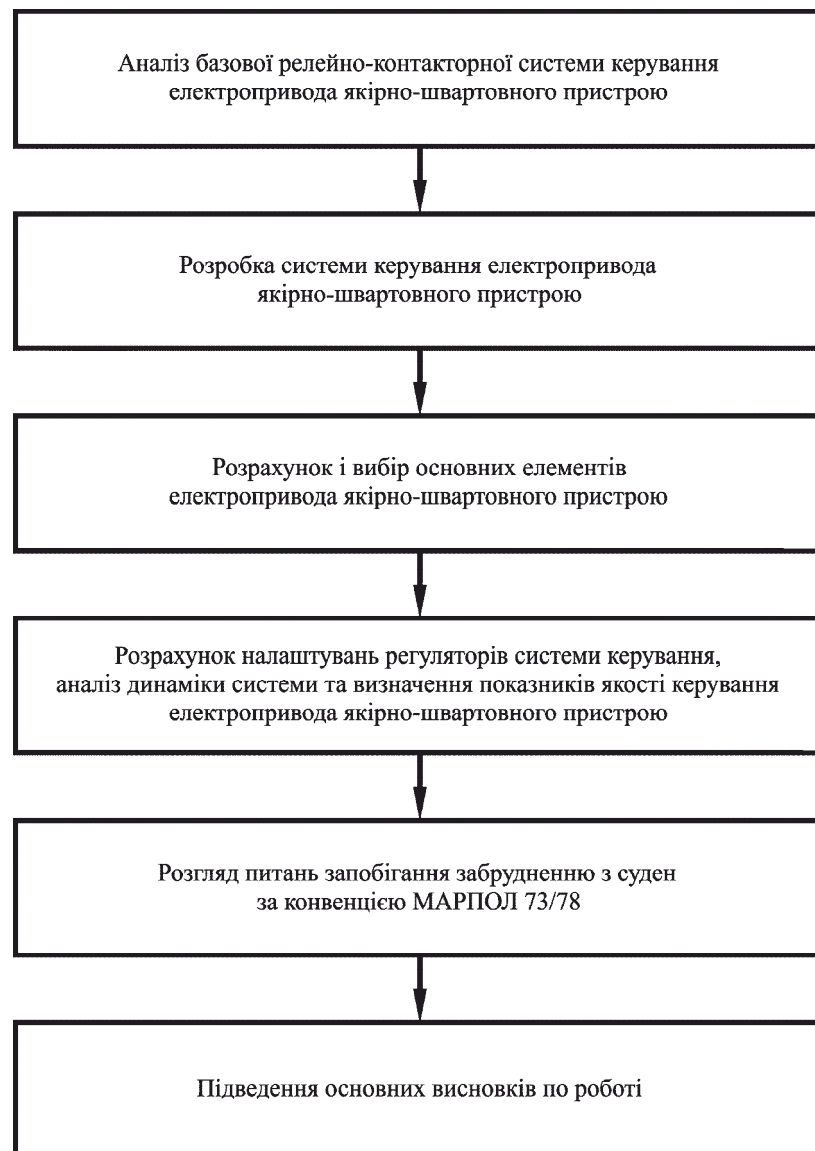 Аналіз базової релейно-контакторної системи керування
електропривода якірно-швартовного пристрою
Розробка системи керування електропривода
якірно-швартовного пристрою
Розрахунок і вибір основних елементів
електропривода якірно-швартовного пристрою
Розрахунок налаштувань регуляторів системи керування,
аналіз динаміки системи та визначення показників якості керування
електропривода якірно-швартовного пристрою
Розгляд питань запобігання забрудненню з суден
за конвенцією МАРПОЛ 73/78
Підведення основних висновків по роботі